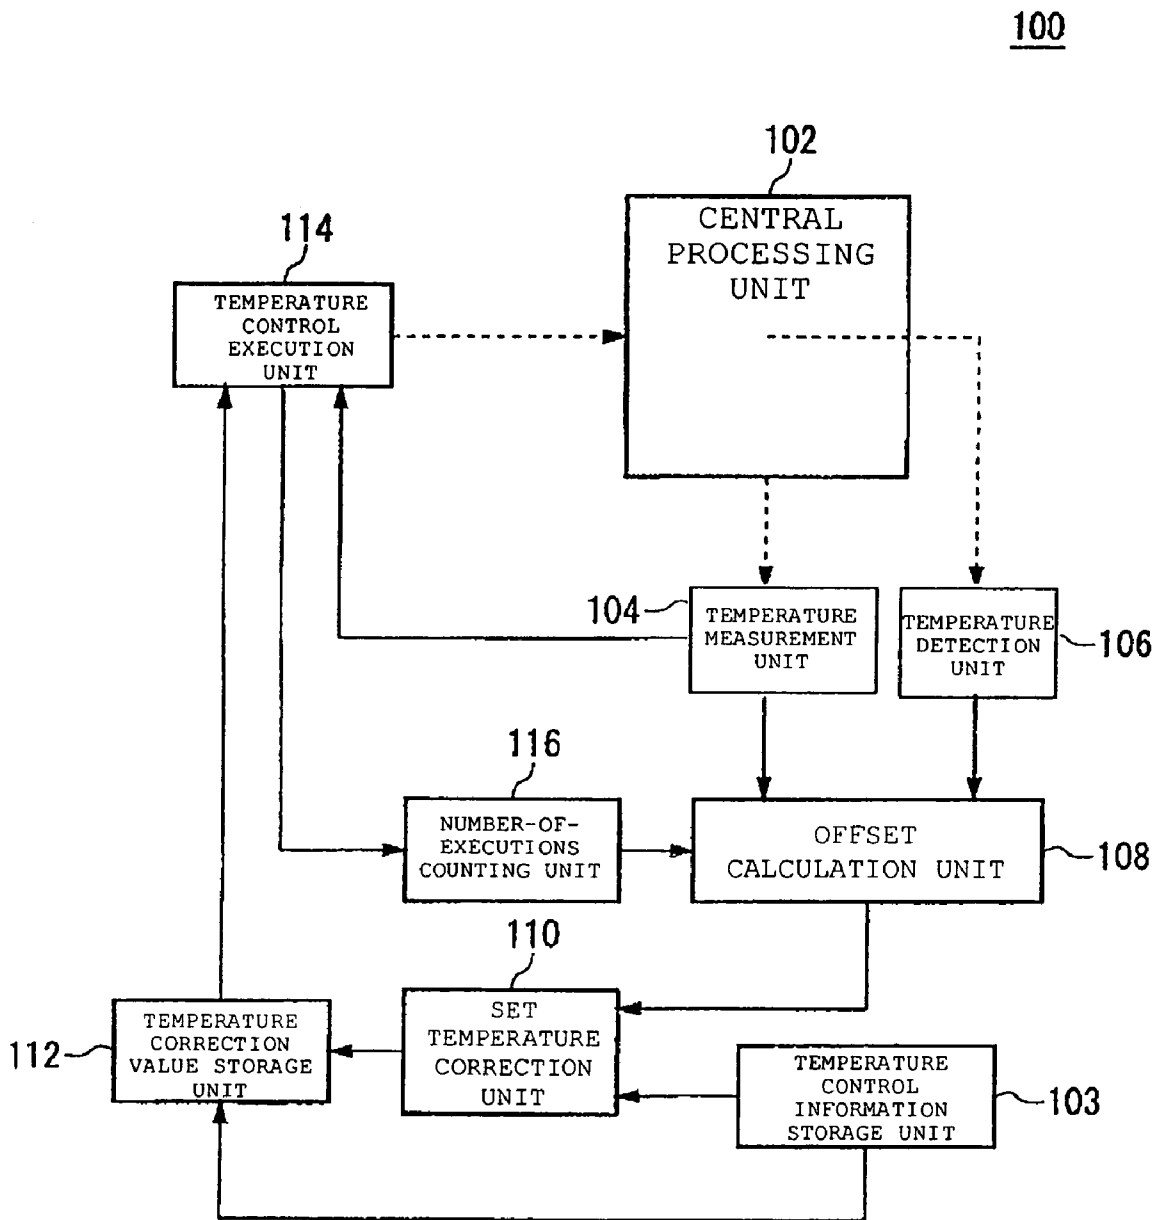 100
102
CENTRAL
PROCESSING
UNIT
114
TEMPERATURE
CONTROL
EXECUTION
UNIT
104
TEMPERATURE
MEASUREMENT
UNIT
TEMPERATURE
DETECTION
UNIT
106
116
NUMBER-OF-
EXECUTIONS
COUNTING UNIT
OFFSET
CALCULATION UNIT
108
110
SET
TEMPERATURE
CORRECTION
UNIT
112
TEMPERATURE
CORRECTION
VALUE STORAGE
UNIT
TEMPERATURE
CONTROL
INFORMATION
STORAGE UNIT
103